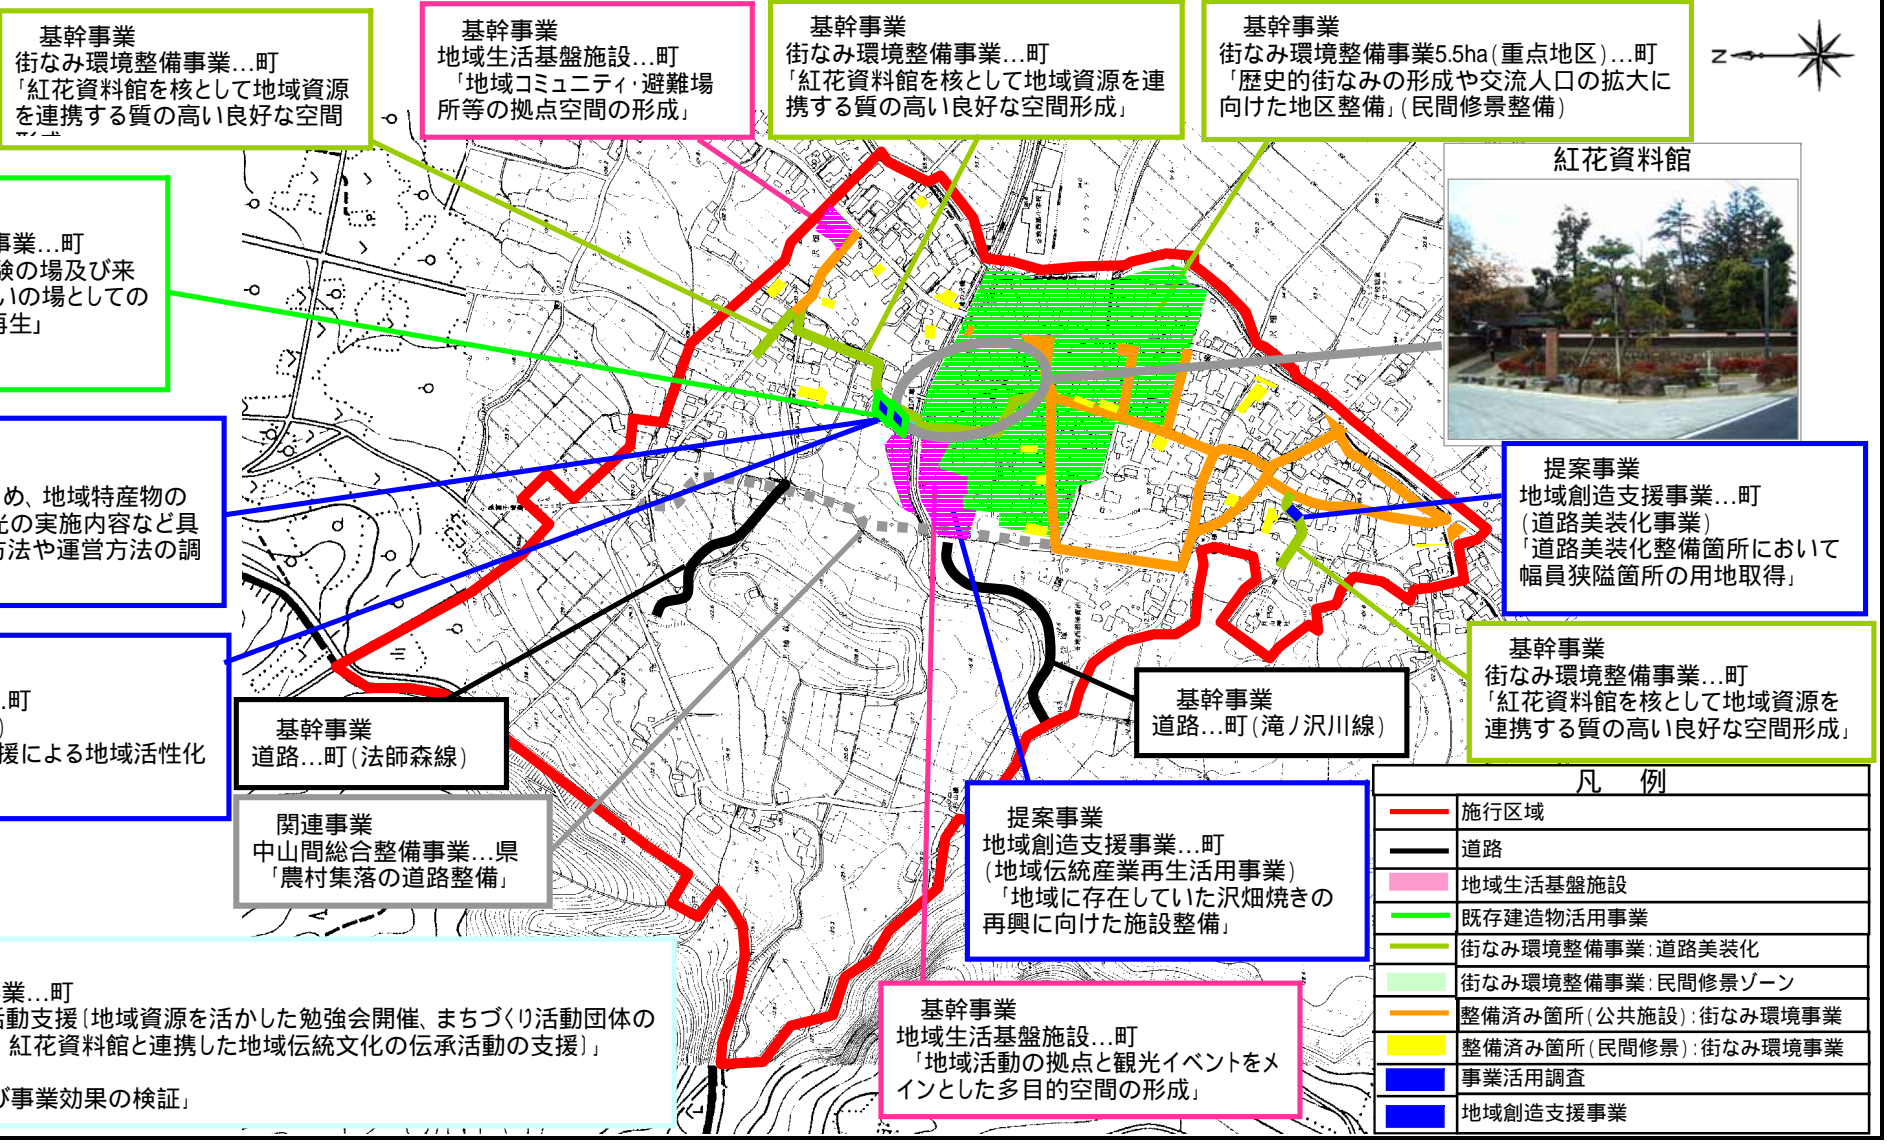 基幹事業
街なみ環境整備事業…町
「紅花資料館を核として地域資源
を連携する質の高い良好な空間
基幹事業
地域生活基盤施設…町
「地域コミュニティ・避難場
所等の拠点空間の形成」
基幹事業
街なみ環境整備事業…町
「紅花資料館を核として地域資源を連
携する質の高い良好な空間形成」
基幹事業
街なみ環境整備事業5.5ha(重点地区)…町
「歴史的街なみの形成や交流人口の拡大に
向けた地区整備」(民間修景整備)
Z
紅花資料館
事業…町
験の場及び来
いの場としての
再生」
め、地域特産物の
光の実施内容など具
方法や運営方法の調
…町
)
援による地域活性化
提案事業
地域創造支援事業…町
(道路美装化事業)
「道路美装化整備箇所において
幅員狭隘箇所の用地取得」
基幹事業
街なみ環境整備事業…町
「紅花資料館を核として地域資源を
連携する質の高い良好な空間形成」
基幹事業
道路…町(法師森線)
基幹事業
道路…町(滝ノ沢川線)
関連事業
中山間総合整備事業…県
「農村集落の道路整備」
提案事業
地域創造支援事業…町
(地域伝統産業再生活用事業)
「地域に存在していた沢畑焼きの
再興に向けた施設整備」
業…町
活動支援〔地域資源を活かした勉強会開催、まちづくり活動団体の
紅花資料館と連携した地域伝統文化の伝承活動の支援〕」
び事業効果の検証」
基幹事業
地域生活基盤施設…町
「地域活動の拠点と観光イベントをメ
インとした多目的空間の形成」
凡 例
施行区域
道路
地域生活基盤施設
既存建造物活用事業
街なみ環境整備事業:道路美装化
街なみ環境整備事業:民間修景ゾーン
整備済み箇所(公共施設):街なみ環境事業
整備済み箇所(民間修景):街なみ環境事業
事業活用調査
地域創造支援事業